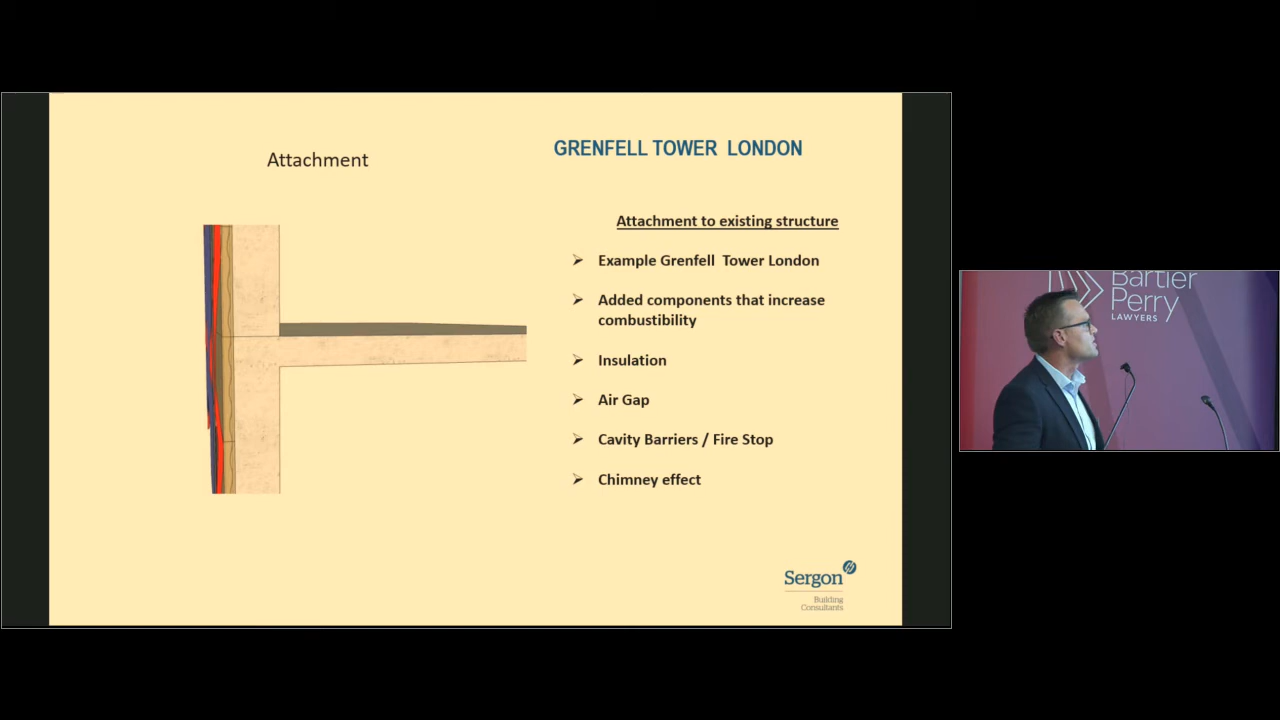 Attachment
GRENFELL TOWER LONDON
Attachment to existing structure
Example Grenfell Tower London
Added components that increase
combustibility
Insulation
Air Gap
Cavity Barriers / Fire Stop
Chimney effect
Sergon
Building
Consultants
Bartier
Perry
LAWYERS